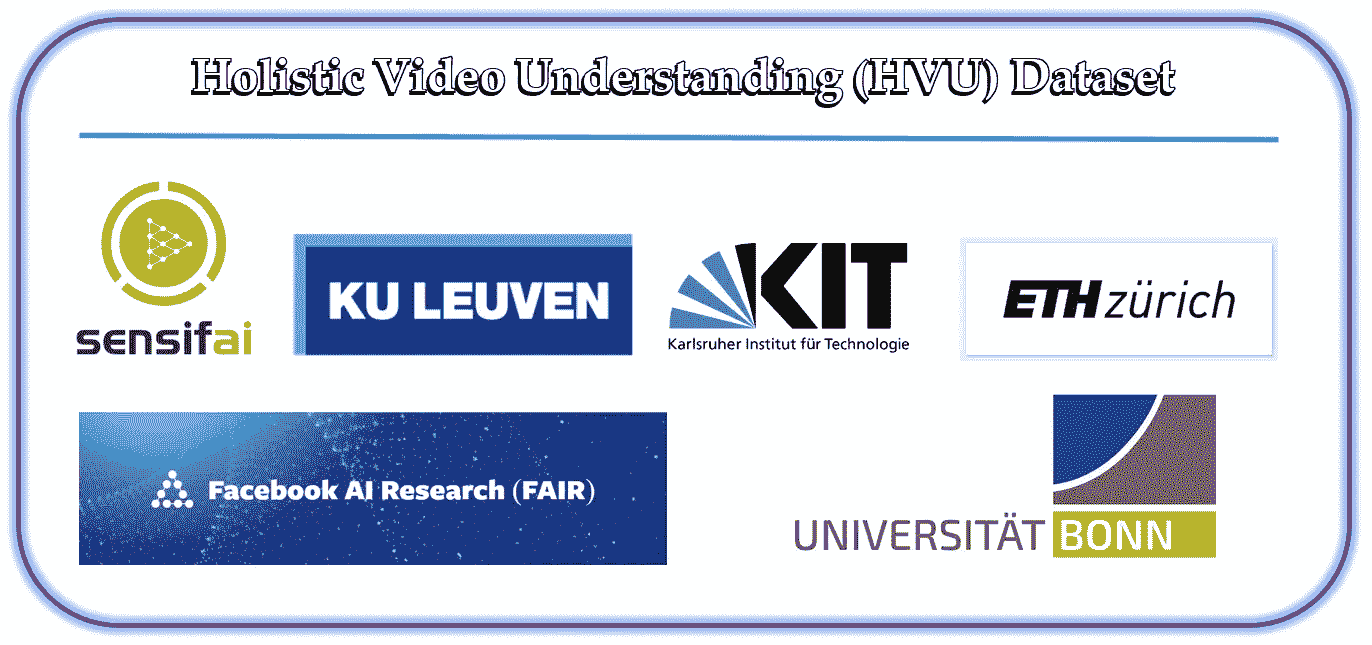 Holistic Video Understanding (HVU) Dataset
sensifai
KU LEUVEN
KIT
Karlsruher Institut für Technologie
ETH zürich
Facebook AI Research (FAIR)
UNIVERSITÄT BONN